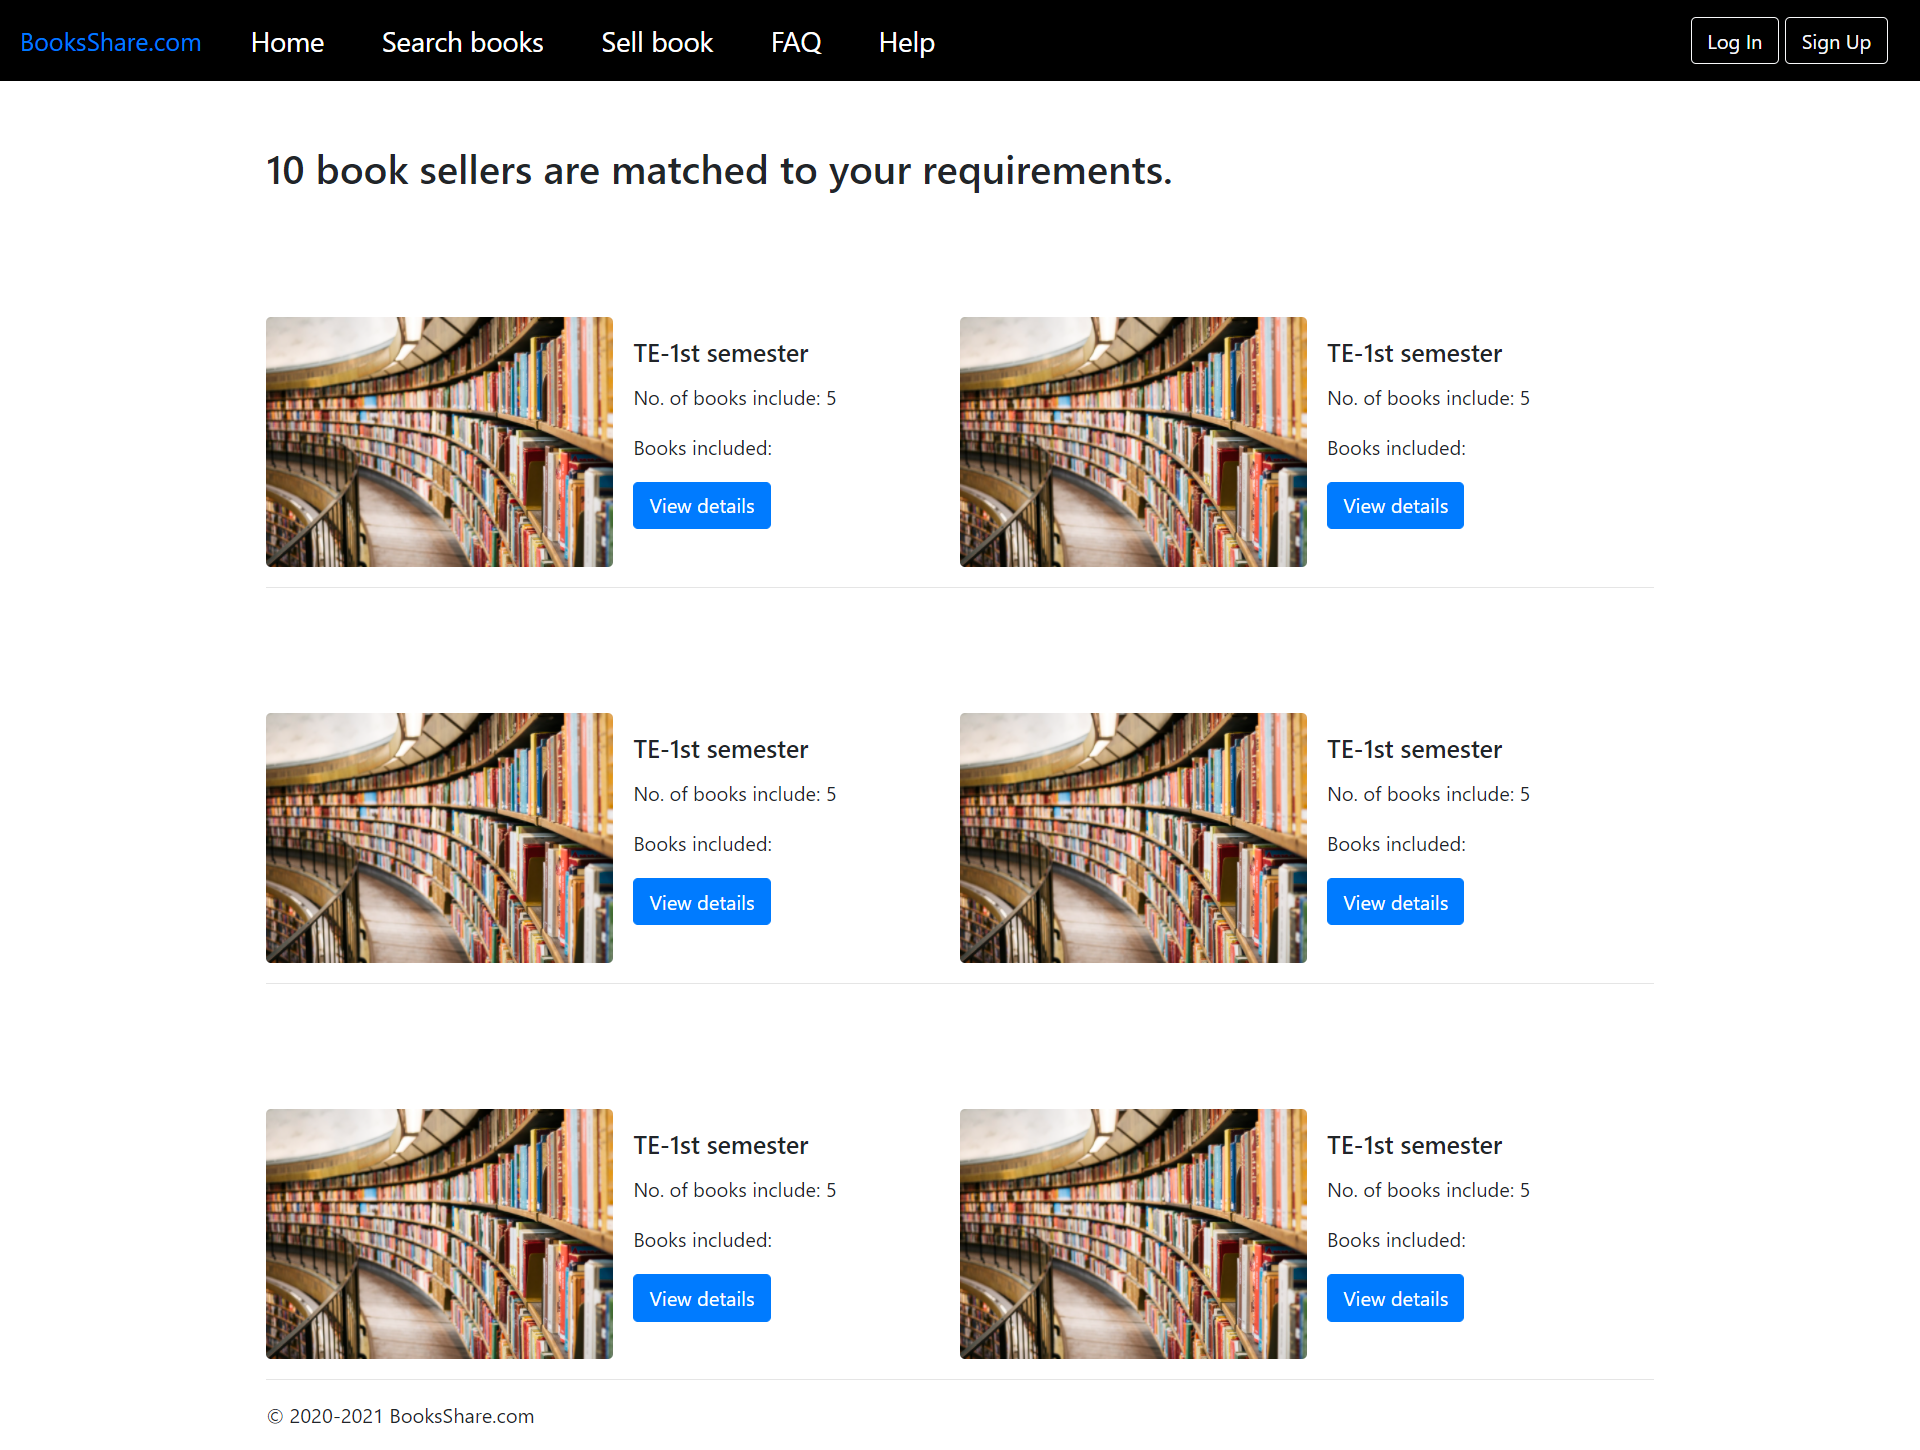 BooksShare.com Home Search books Sell book FAQ Help Log In Sign Up
10 book sellers are matched to your requirements.
TE-1st semester
No. of books include: 5
Books included:
View details
TE-1st semester
No. of books include: 5
Books included:
View details
TE-1st semester
No. of books include: 5
Books included:
View details
TE-1st semester
No. of books include: 5
Books included:
View details
TE-1st semester
No. of books include: 5
Books included:
View details
TE-1st semester
No. of books include: 5
Books included:
View details
© 2020-2021 BooksShare.com